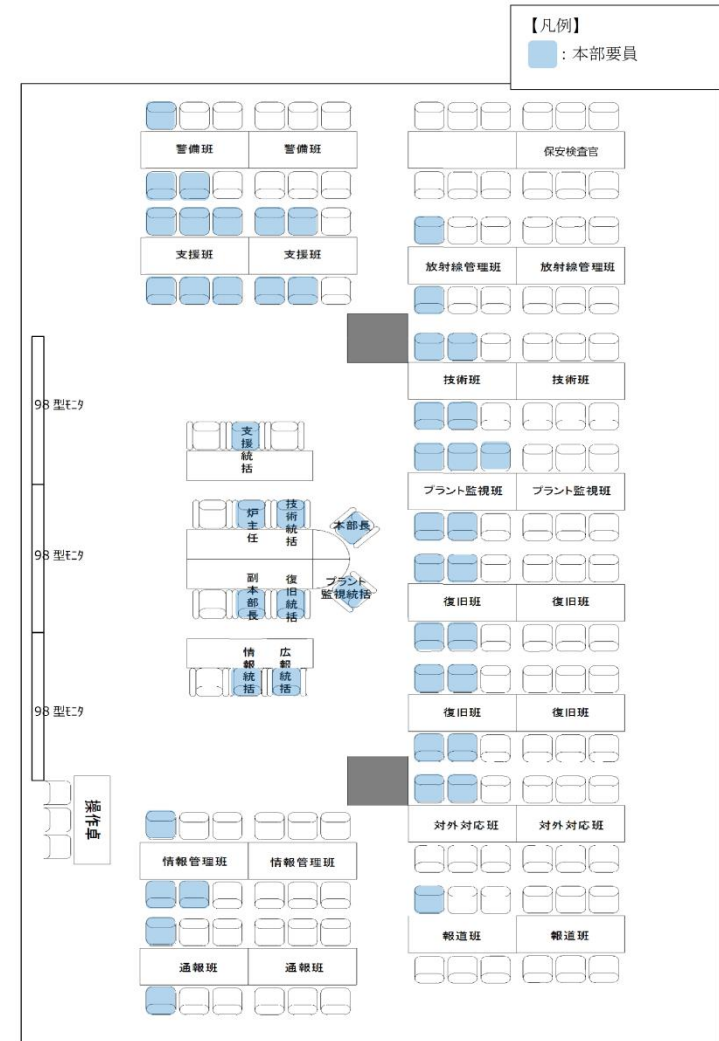 【凡例】
：本部要員
警備班
警備班
保安検査官
支援班
支援班
放射線管理班
放射線管理班
98 型ﾓﾆﾀ
技術班
技術班
支援統括
プラント監視班
プラント監視班
炉主任
技術統括
本部長
98 型ﾓﾆﾀ
副本部長
復旧統括
プラント
監視統括
復旧班
復旧班
情報統括
広報統括
98 型ﾓﾆﾀ
復旧班
復旧班
操作卓
対外対応班
対外対応班
情報管理班
情報管理班
報道班
報道班
通報班
通報班